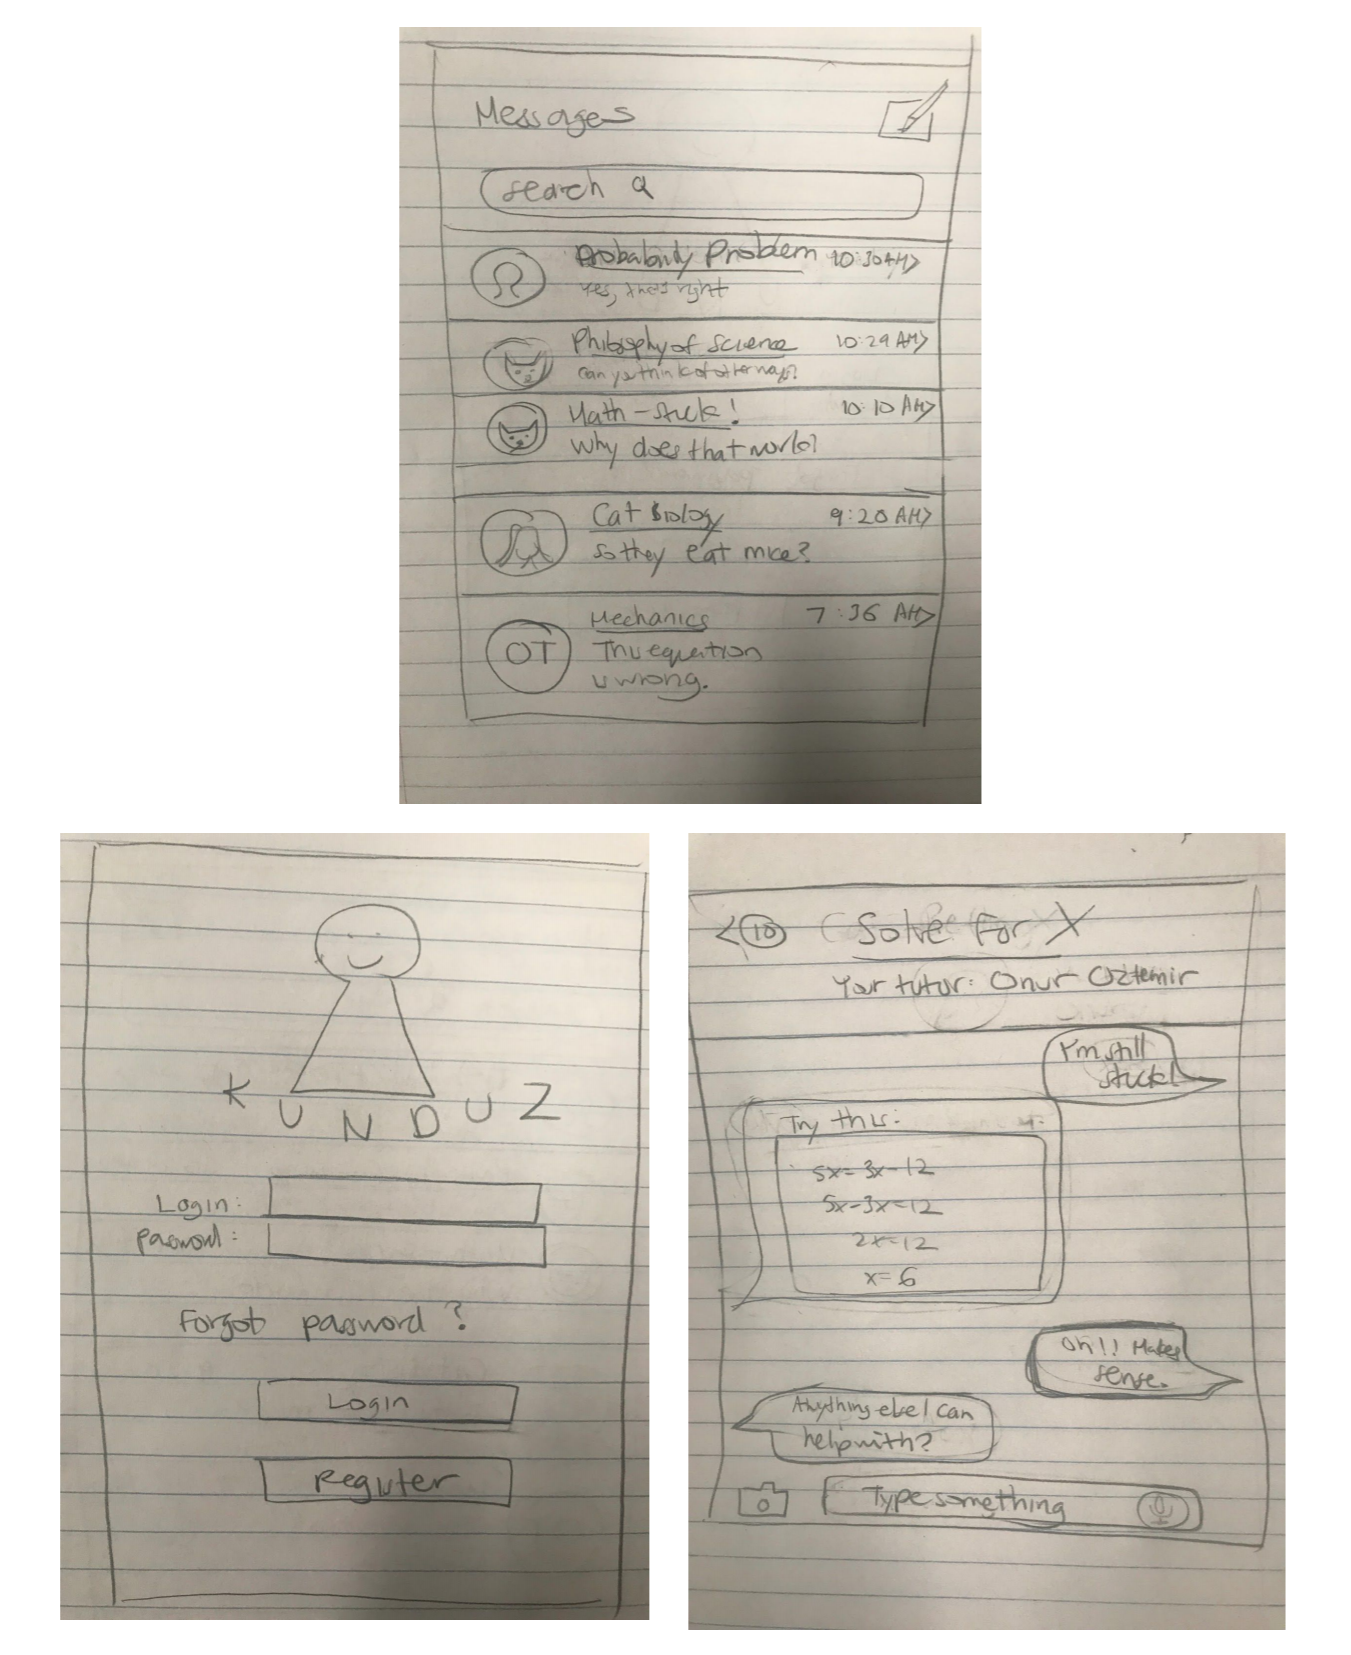 Messages
Search
Probability Problem 10:30 AM >
Yes, that's right
Philosophy of Science 10:29 AM >
Can you think of other ways?
Math - Stuck! 10:10 AM >
Why does that work?
Cat Biology 9:20 AM >
So they eat mice?
OT
Mechanics 7:36 AM >
This equation
is wrong.
KUNDUZ
Login:
password:
Forgot password?
Login
Register
< 10 Solve For X
Your tutor: Onur Oztemir
I'm still
stuck!
Try this:
5x = 3x - 12
5x - 3x = 12
2x = 12
x = 6
Oh!! Makes
sense.
Anything else I can
help with?
Type something